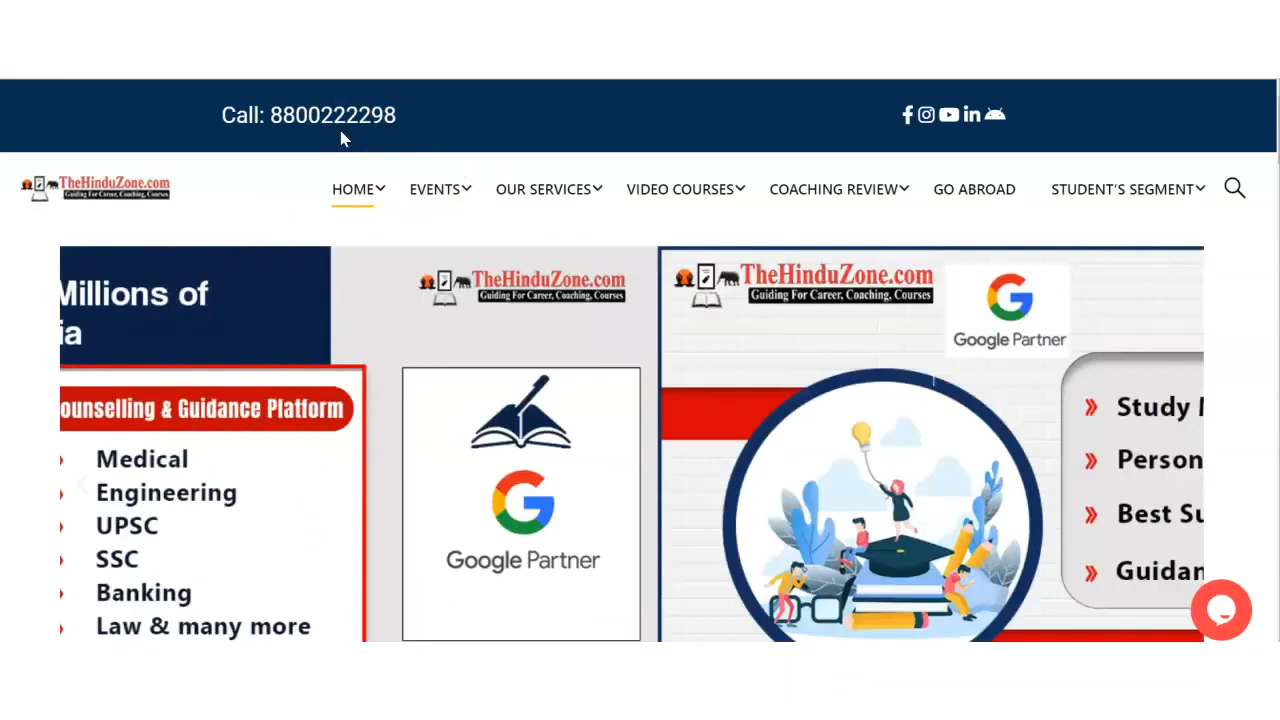 Call: 8800222298
TheHinduZone.com
Guiding For Career, Coaching, Courses
HOME EVENTS OUR SERVICES VIDEO COURSES COACHING REVIEW GO ABROAD STUDENT'S SEGMENT
Millions of
ia
ounselling & Guidance Platform
Medical
Engineering
UPSC
SSC
Banking
Law & many more
TheHinduZone.com
Guiding For Career, Coaching, Courses
Google Partner
TheHinduZone.com
Guiding For Career, Coaching, Courses
Google Partner
Study
Person
Best Su
Guidan